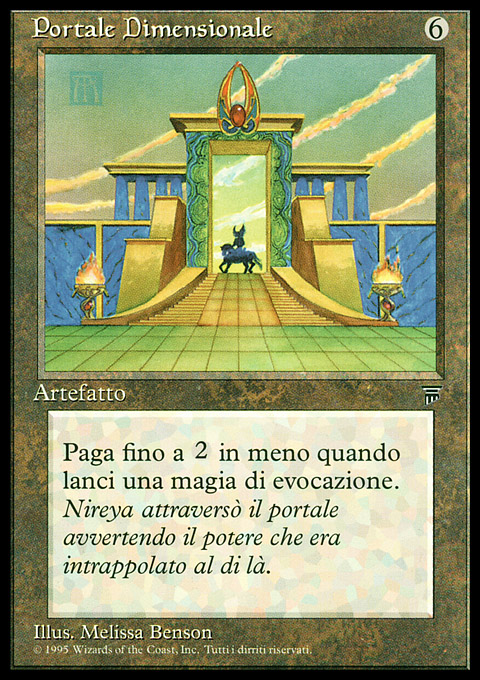 Portale Dimensionale 6
Artefatto
Paga fino a 2 in meno quando
lanci una magia di evocazione.
Nireya attraversò il portale
avvertendo il potere che era
intrappolato al di là.
Illus. Melissa Benson
© 1995 Wizards of the Coast, Inc. Tutti i dirriti riservati.